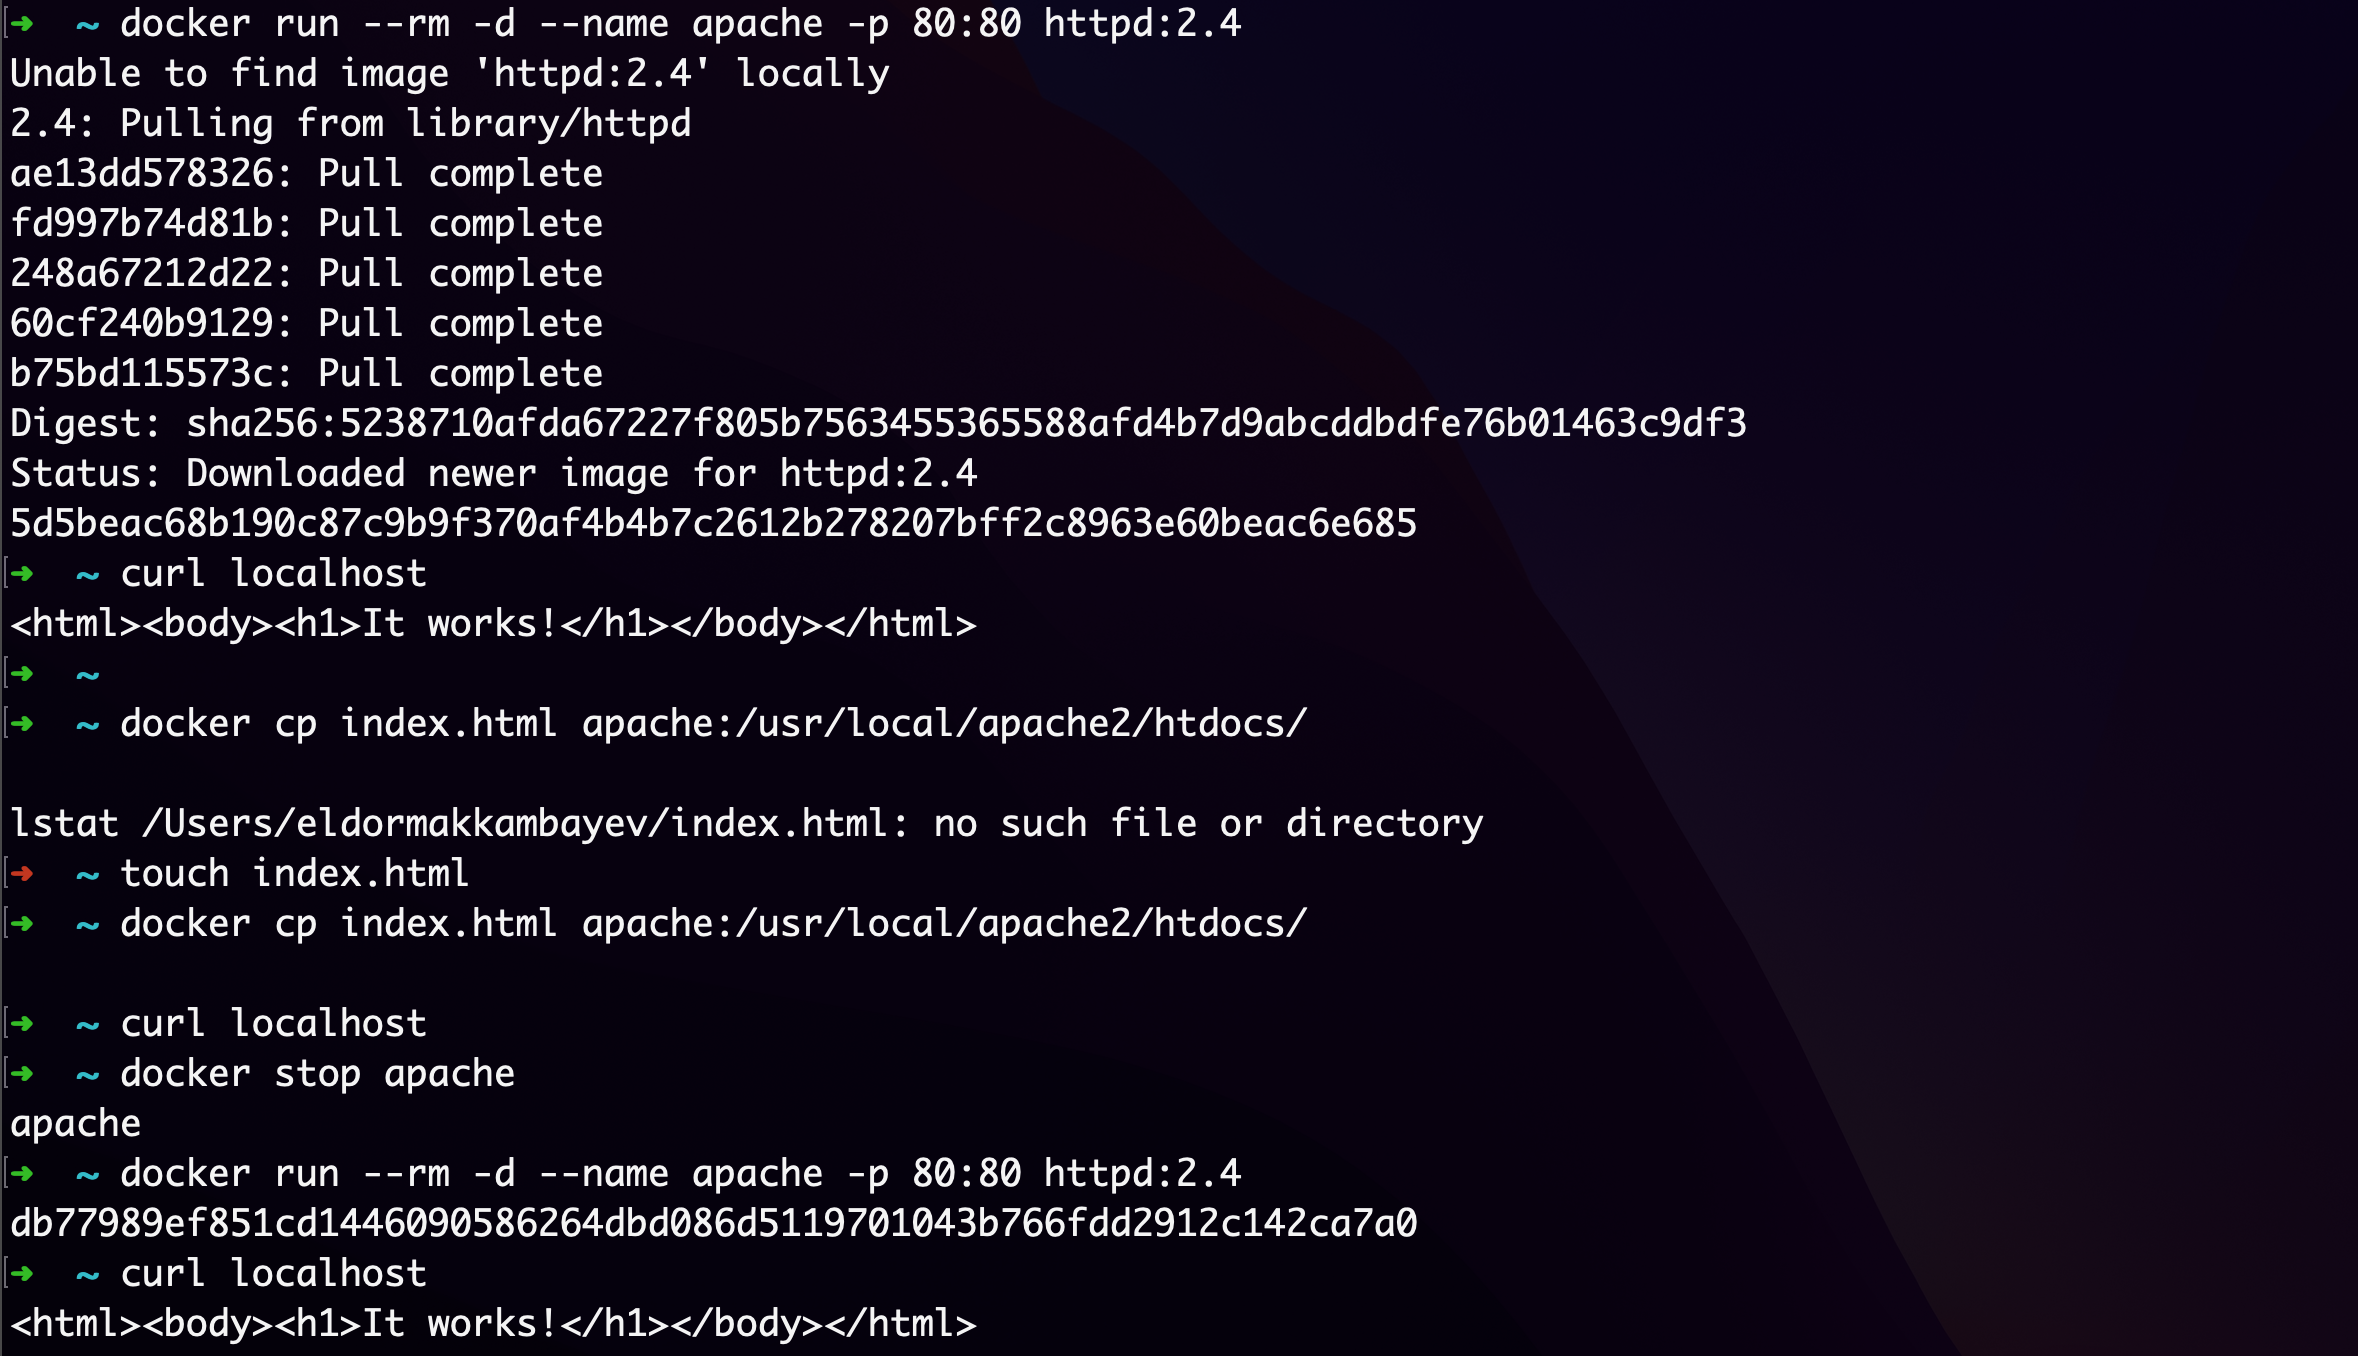 ➜  ~ docker run --rm -d --name apache -p 80:80 httpd:2.4
Unable to find image 'httpd:2.4' locally
2.4: Pulling from library/httpd
ae13dd578326: Pull complete
fd997b74d81b: Pull complete
248a67212d22: Pull complete
60cf240b9129: Pull complete
b75bd115573c: Pull complete
Digest: sha256:5238710afda67227f805b7563455365588afd4b7d9abcddbdfe76b01463c9df3
Status: Downloaded newer image for httpd:2.4
5d5beac68b190c87c9b9f370af4b4b7c2612b278207bff2c8963e60beac6e685
➜  ~ curl localhost
<html><body><h1>It works!</h1></body></html>
➜  ~
➜  ~ docker cp index.html apache:/usr/local/apache2/htdocs/
lstat /Users/eldormakkambayev/index.html: no such file or directory
➜  ~ touch index.html
➜  ~ docker cp index.html apache:/usr/local/apache2/htdocs/
➜  ~ curl localhost
➜  ~ docker stop apache
apache
➜  ~ docker run --rm -d --name apache -p 80:80 httpd:2.4
db77989ef851cd1446090586264dbd086d5119701043b766fdd2912c142ca7a0
➜  ~ curl localhost
<html><body><h1>It works!</h1></body></html>